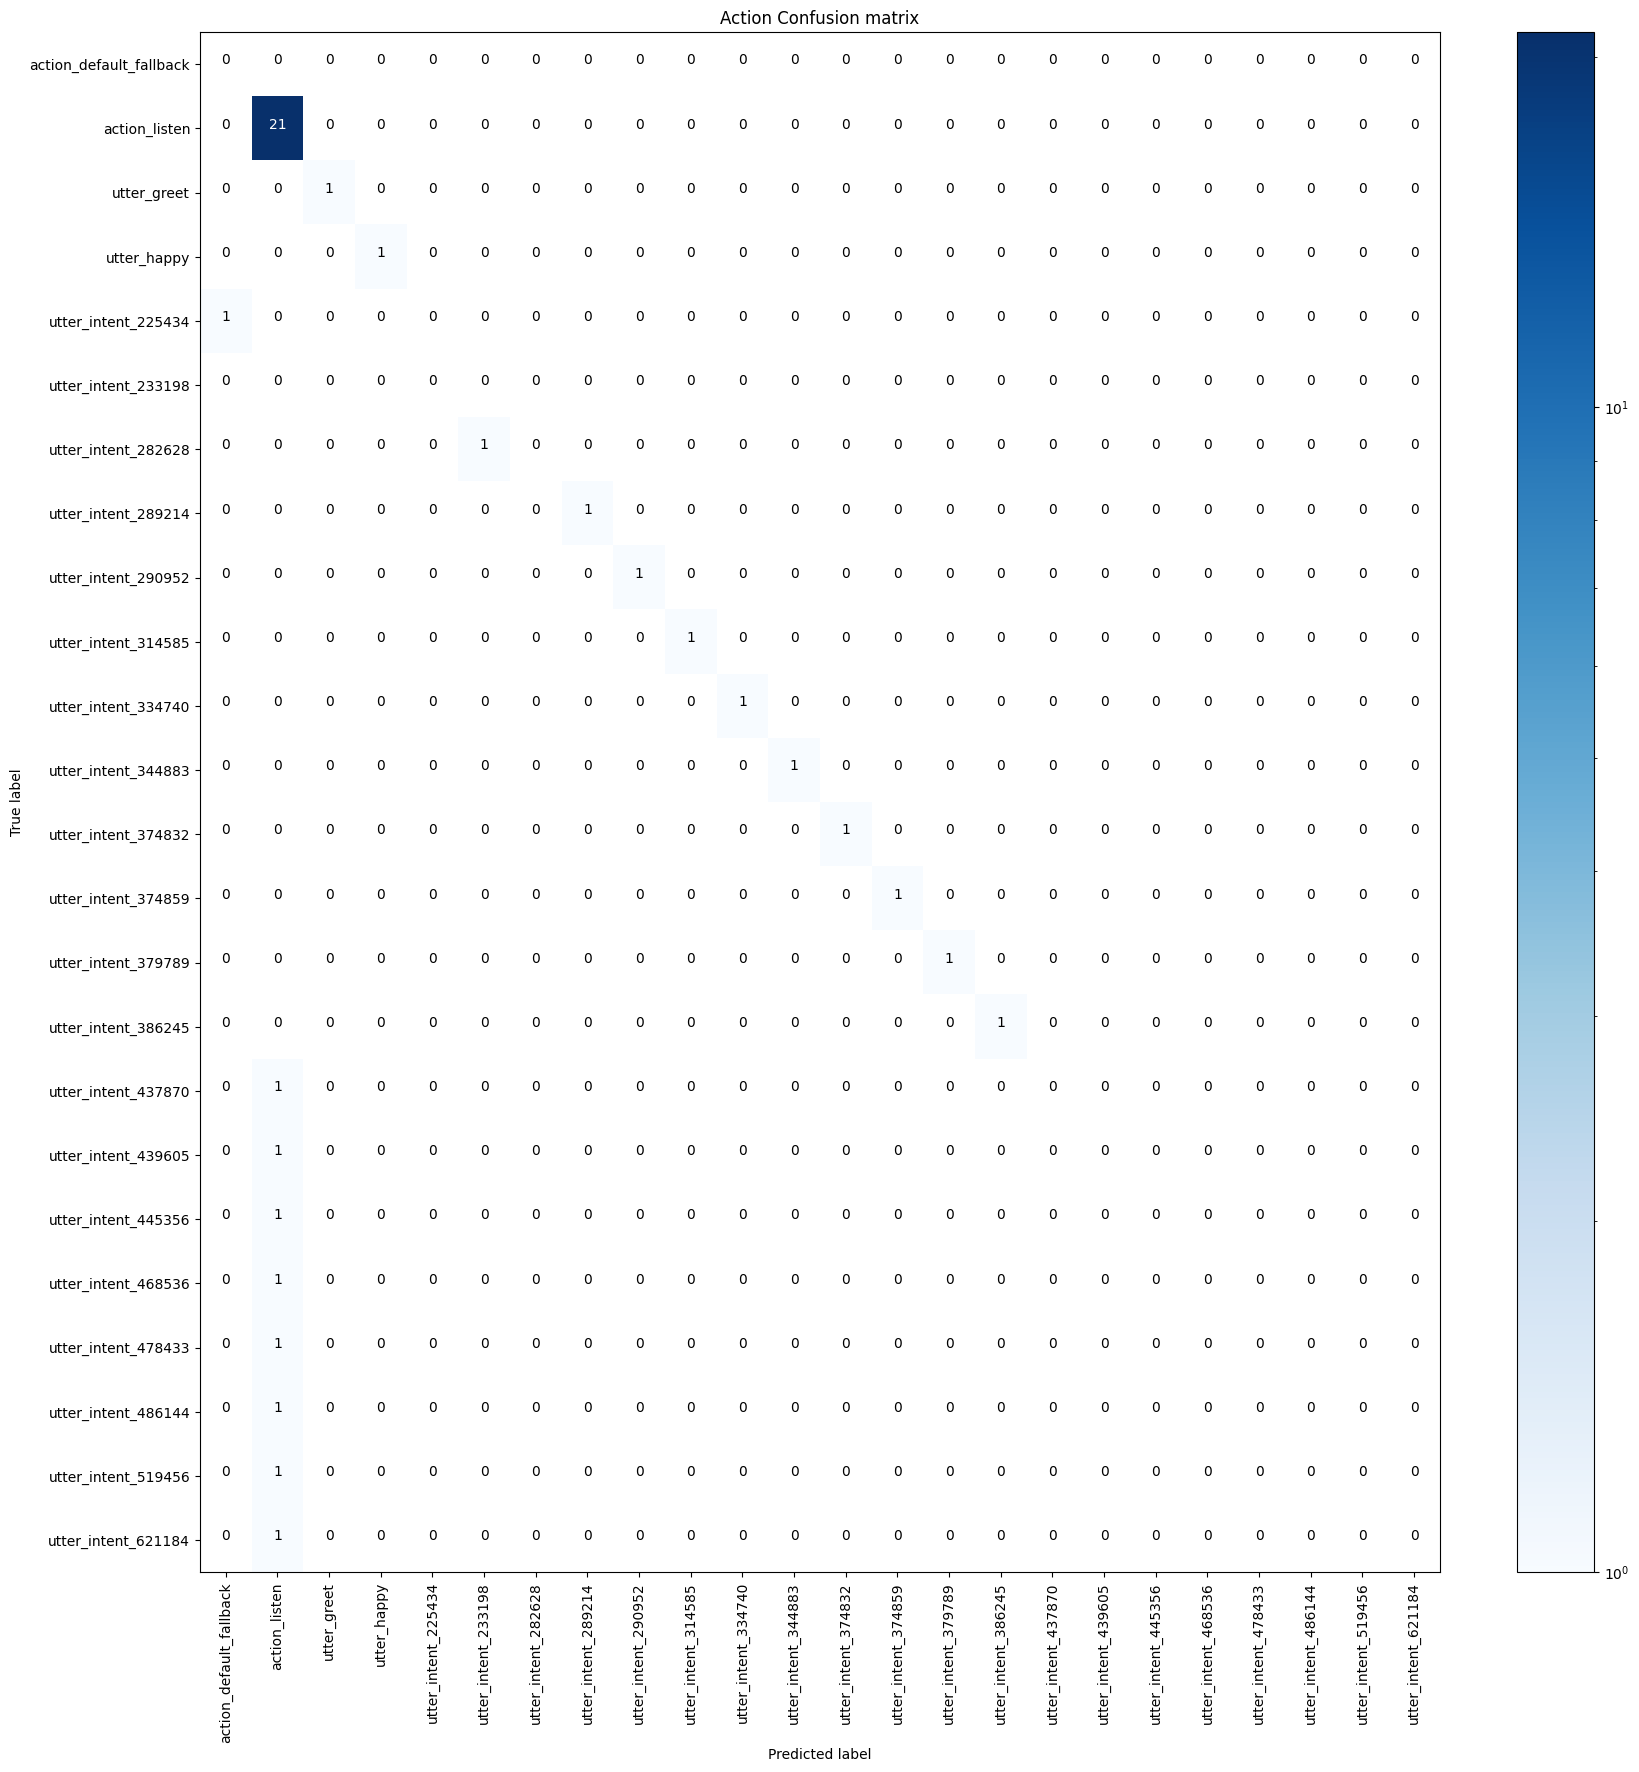 Action Confusion matrix
action_default_fallback 0 0 0 0 0 0 0 0 0 0 0 0 0 0 0 0 0 0 0 0 0 0 0 0
action_listen 0 21 0 0 0 0 0 0 0 0 0 0 0 0 0 0 0 0 0 0 0 0 0 0
utter_greet 0 0 1 0 0 0 0 0 0 0 0 0 0 0 0 0 0 0 0 0 0 0 0 0
utter_happy 0 0 0 1 0 0 0 0 0 0 0 0 0 0 0 0 0 0 0 0 0 0 0 0
utter_intent_225434 1 0 0 0 0 0 0 0 0 0 0 0 0 0 0 0 0 0 0 0 0 0 0 0
utter_intent_233198 0 0 0 0 0 0 0 0 0 0 0 0 0 0 0 0 0 0 0 0 0 0 0 0
utter_intent_282628 0 0 0 0 0 1 0 0 0 0 0 0 0 0 0 0 0 0 0 0 0 0 0 0
utter_intent_289214 0 0 0 0 0 0 0 1 0 0 0 0 0 0 0 0 0 0 0 0 0 0 0 0
utter_intent_290952 0 0 0 0 0 0 0 0 1 0 0 0 0 0 0 0 0 0 0 0 0 0 0 0
utter_intent_314585 0 0 0 0 0 0 0 0 0 1 0 0 0 0 0 0 0 0 0 0 0 0 0 0
utter_intent_334740 0 0 0 0 0 0 0 0 0 0 1 0 0 0 0 0 0 0 0 0 0 0 0 0
utter_intent_344883 0 0 0 0 0 0 0 0 0 0 0 1 0 0 0 0 0 0 0 0 0 0 0 0
utter_intent_374832 0 0 0 0 0 0 0 0 0 0 0 0 1 0 0 0 0 0 0 0 0 0 0 0
utter_intent_374859 0 0 0 0 0 0 0 0 0 0 0 0 0 1 0 0 0 0 0 0 0 0 0 0
utter_intent_379789 0 0 0 0 0 0 0 0 0 0 0 0 0 0 1 0 0 0 0 0 0 0 0 0
utter_intent_386245 0 0 0 0 0 0 0 0 0 0 0 0 0 0 0 1 0 0 0 0 0 0 0 0
utter_intent_437870 0 1 0 0 0 0 0 0 0 0 0 0 0 0 0 0 0 0 0 0 0 0 0 0
utter_intent_439605 0 1 0 0 0 0 0 0 0 0 0 0 0 0 0 0 0 0 0 0 0 0 0 0
utter_intent_445356 0 1 0 0 0 0 0 0 0 0 0 0 0 0 0 0 0 0 0 0 0 0 0 0
utter_intent_468536 0 1 0 0 0 0 0 0 0 0 0 0 0 0 0 0 0 0 0 0 0 0 0 0
utter_intent_478433 0 1 0 0 0 0 0 0 0 0 0 0 0 0 0 0 0 0 0 0 0 0 0 0
utter_intent_486144 0 1 0 0 0 0 0 0 0 0 0 0 0 0 0 0 0 0 0 0 0 0 0 0
utter_intent_519456 0 1 0 0 0 0 0 0 0 0 0 0 0 0 0 0 0 0 0 0 0 0 0 0
utter_intent_621184 0 1 0 0 0 0 0 0 0 0 0 0 0 0 0 0 0 0 0 0 0 0 0 0
True label
action_default_fallback
action_listen
utter_greet
utter_happy
utter_intent_225434
utter_intent_233198
utter_intent_282628
utter_intent_289214
utter_intent_290952
utter_intent_314585
utter_intent_334740
utter_intent_344883
utter_intent_374832
utter_intent_374859
utter_intent_379789
utter_intent_386245
utter_intent_437870
utter_intent_439605
utter_intent_445356
utter_intent_468536
utter_intent_478433
utter_intent_486144
utter_intent_519456
utter_intent_621184
Predicted label
10¹
10⁰